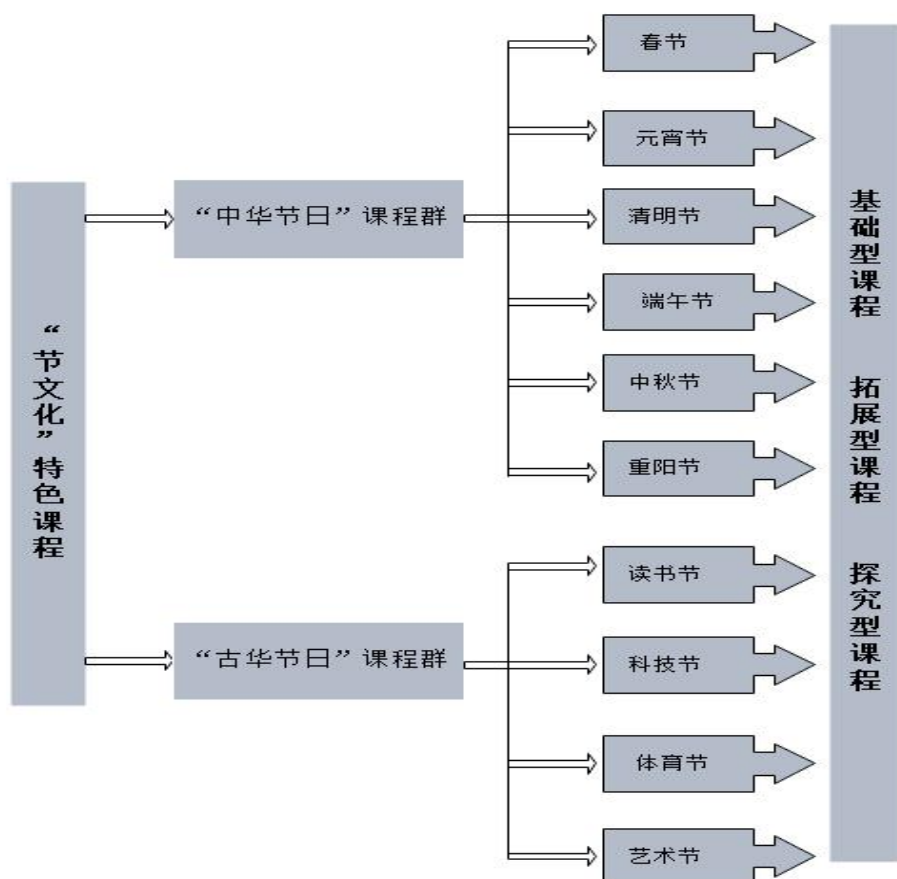 “节文化”特色课程
“中华节日”课程群
春节
元宵节
清明节
端午节
中秋节
重阳节
“古华节日”课程群
读书节
科技节
体育节
艺术节
基础型课程
拓展型课程
探究型课程